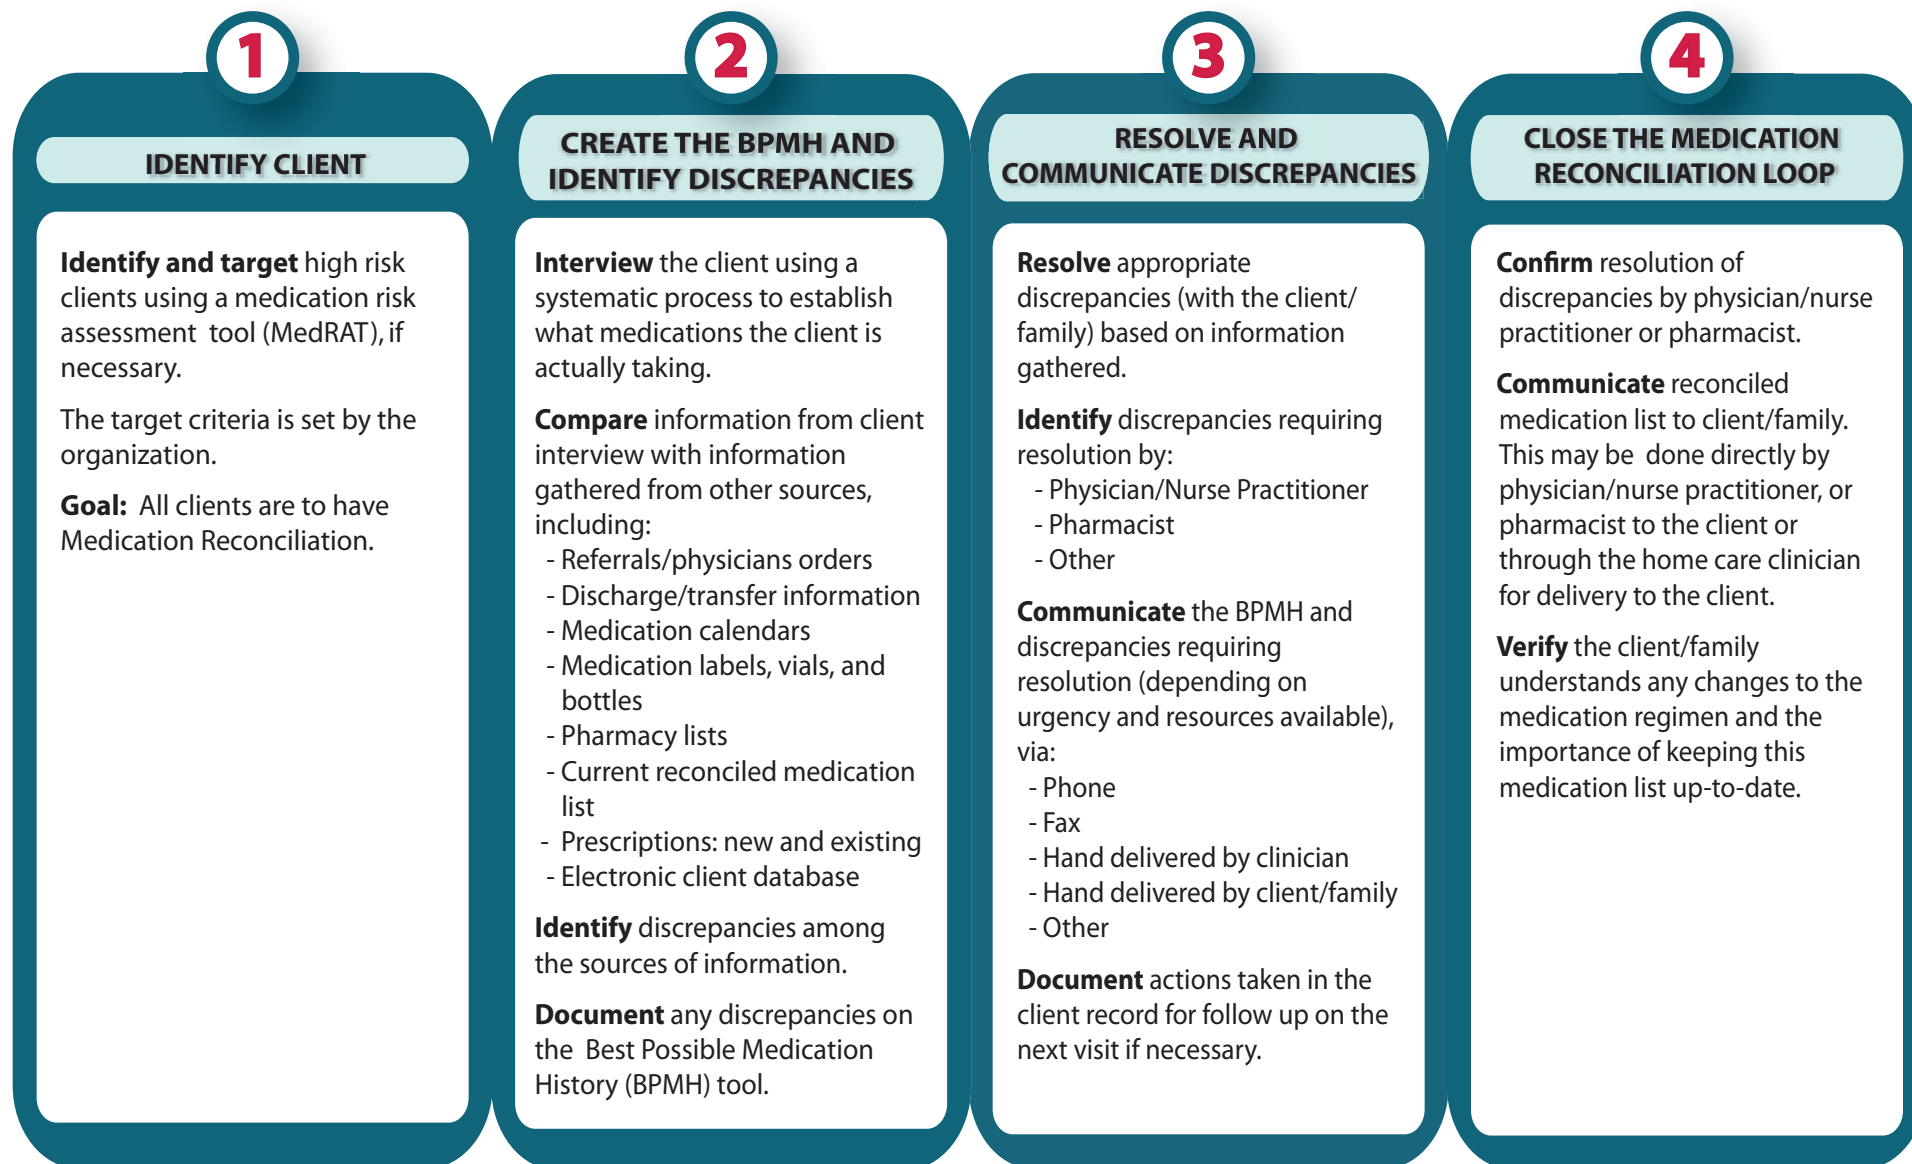 1
IDENTIFY CLIENT
Identify and target high risk
clients using a medication risk
assessment tool (MedRAT), if
necessary.
The target criteria is set by the
organization.
Goal: All clients are to have
Medication Reconciliation.
2
CREATE THE BPMH AND
IDENTIFY DISCREPANCIES
Interview the client using a
systematic process to establish
what medications the client is
actually taking.
Compare information from client
interview with information
gathered from other sources,
including:
- Referrals/physicians orders
- Discharge/transfer information
- Medication calendars
- Medication labels, vials, and
bottles
- Pharmacy lists
- Current reconciled medication
list
- Prescriptions: new and existing
- Electronic client database
Identify discrepancies among
the sources of information.
Document any discrepancies on
the Best Possible Medication
History (BPMH) tool.
3
RESOLVE AND
COMMUNICATE DISCREPANCIES
Resolve appropriate
discrepancies (with the client/
family) based on information
gathered.
Identify discrepancies requiring
resolution by:
- Physician/Nurse Practitioner
- Pharmacist
- Other
Communicate the BPMH and
discrepancies requiring
resolution (depending on
urgency and resources available),
via:
- Phone
- Fax
- Hand delivered by clinician
- Hand delivered by client/family
- Other
Document actions taken in the
client record for follow up on the
next visit if necessary.
4
CLOSE THE MEDICATION
RECONCILIATION LOOP
Confirm resolution of
discrepancies by physician/nurse
practitioner or pharmacist.
Communicate reconciled
medication list to client/family.
This may be done directly by
physician/nurse practitioner, or
pharmacist to the client or
through the home care clinician
for delivery to the client.
Verify the client/family
understands any changes to the
medication regimen and the
importance of keeping this
medication list up-to-date.